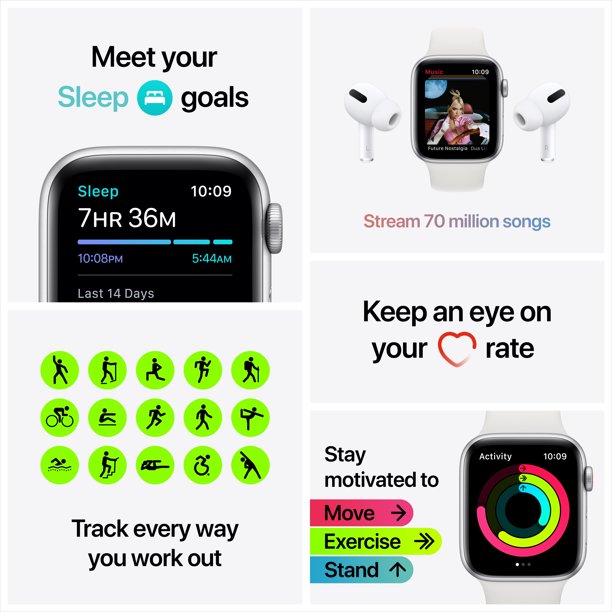 Meet your
Sleep goals
Sleep 10:09
7HR 36M
10:08PM 5:44AM
Last 14 Days
Music 10:09
Future Nostalgia Dua Li
L
Stream 70 million songs
Keep an eye on
your rate
Track every way
you work out
Stay
motivated to
Move
Exercise
Stand
Activity 10:09